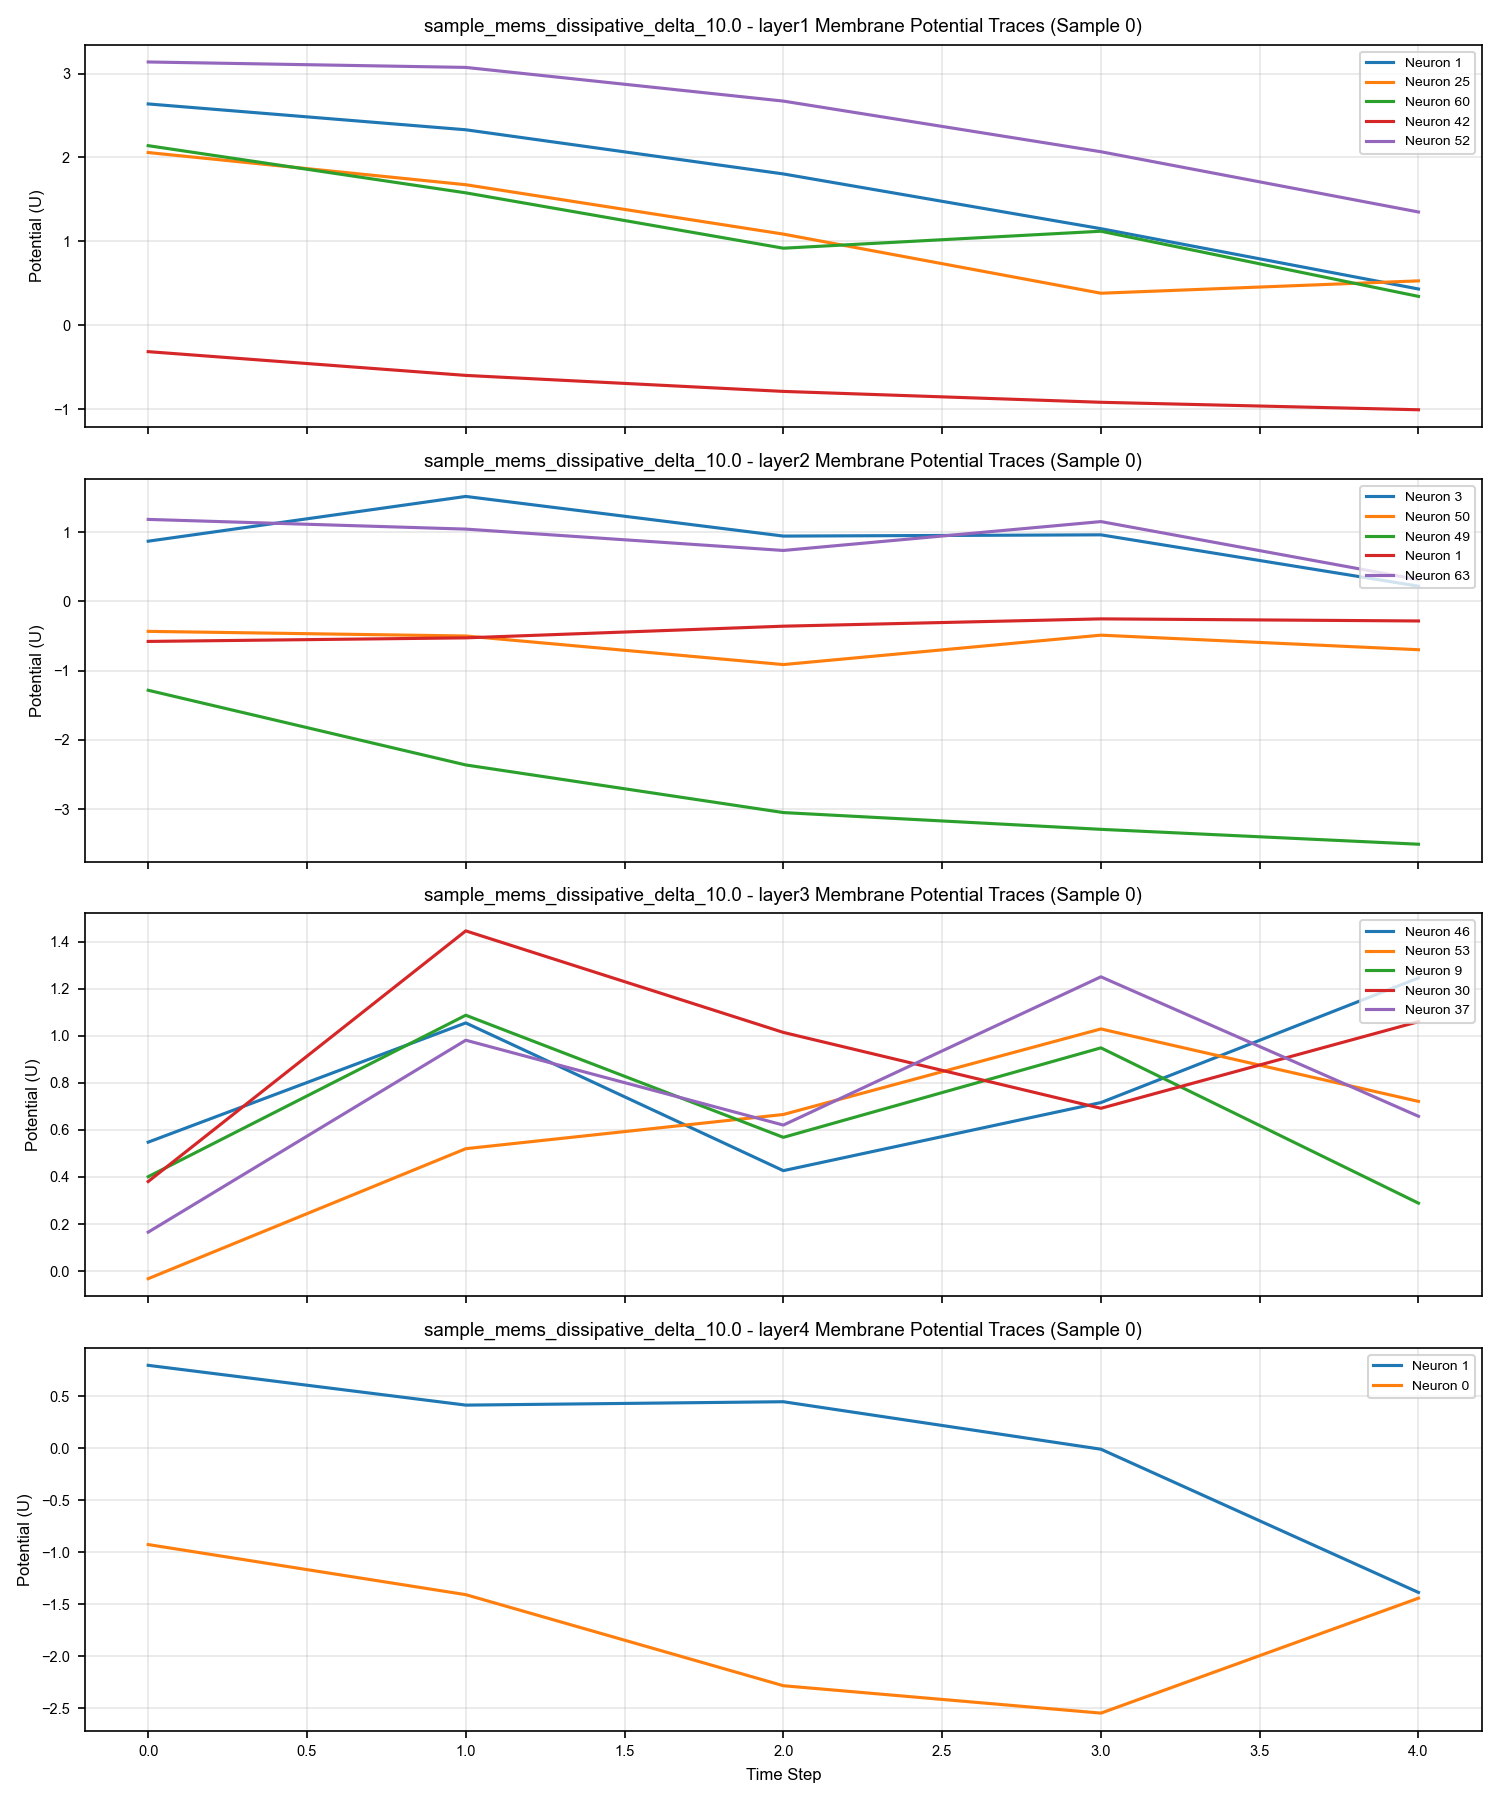 sample_mems_dissipative_delta_10.0 - layer1 Membrane Potential Traces (Sample 0)
3
2
1
0
−1
Potential (U)
Neuron 1
Neuron 25
Neuron 60
Neuron 42
Neuron 52
sample_mems_dissipative_delta_10.0 - layer2 Membrane Potential Traces (Sample 0)
1
0
−1
−2
−3
Potential (U)
Neuron 3
Neuron 50
Neuron 49
Neuron 1
Neuron 63
sample_mems_dissipative_delta_10.0 - layer3 Membrane Potential Traces (Sample 0)
1.4
1.2
1.0
0.8
0.6
0.4
0.2
0.0
Potential (U)
Neuron 46
Neuron 53
Neuron 9
Neuron 30
Neuron 37
sample_mems_dissipative_delta_10.0 - layer4 Membrane Potential Traces (Sample 0)
0.5
0.0
−0.5
−1.0
−1.5
−2.0
−2.5
Potential (U)
Neuron 1
Neuron 0
0.0 0.5 1.0 1.5 2.0 2.5 3.0 3.5 4.0
Time Step